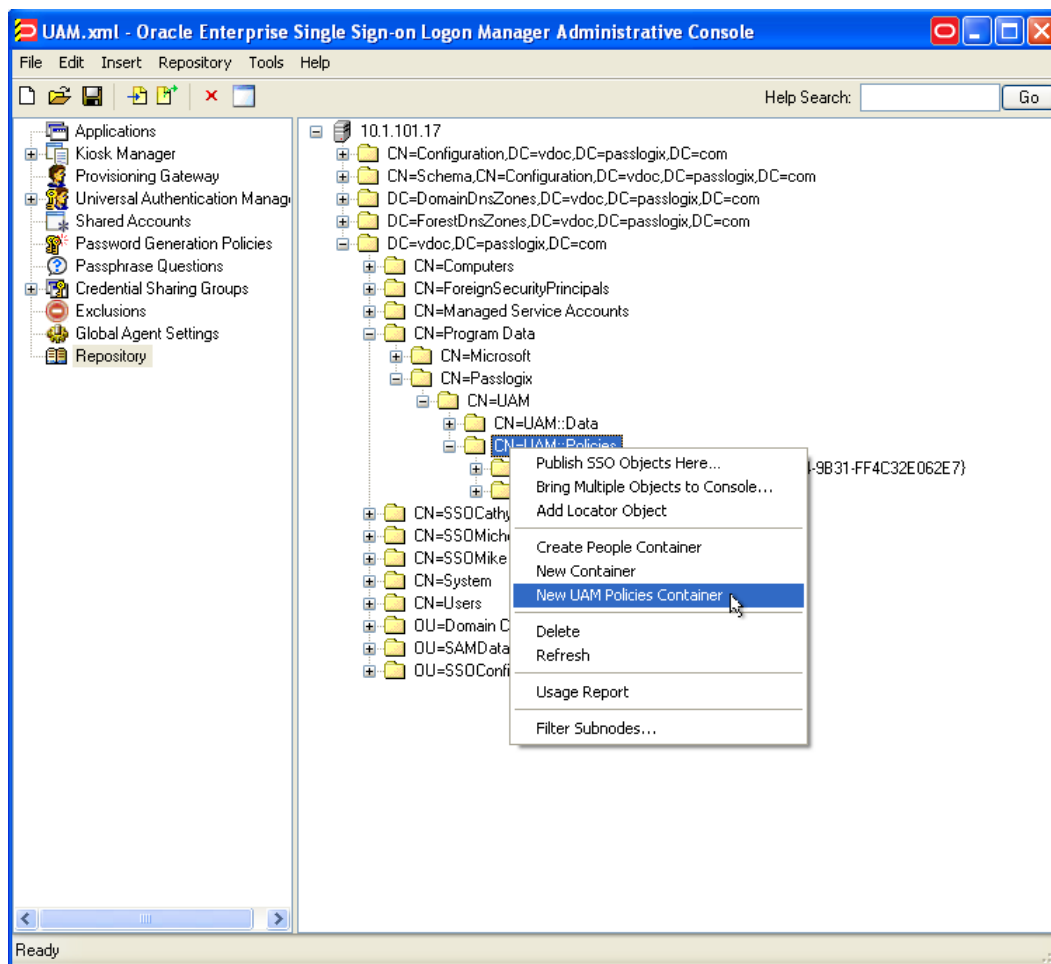 UAM.xml - Oracle Enterprise Single Sign-on Logon Manager Administrative Console
File Edit Insert Repository Tools Help
Help Search: Go
Applications
Kiosk Manager
Provisioning Gateway
Universal Authentication Manag
Shared Accounts
Password Generation Policies
Passphrase Questions
Credential Sharing Groups
Exclusions
Global Agent Settings
Repository
10.1.101.17
CN=Configuration,DC=vdoc,DC=passlogix,DC=com
CN=Schema,CN=Configuration,DC=vdoc,DC=passlogix,DC=com
DC=DomainDnsZones,DC=vdoc,DC=passlogix,DC=com
DC=ForestDnsZones,DC=vdoc,DC=passlogix,DC=com
DC=vdoc,DC=passlogix,DC=com
CN=Computers
CN=ForeignSecurityPrincipals
CN=Managed Service Accounts
CN=Program Data
CN=Microsoft
CN=Passlogix
CN=UAM
CN=UAM::Data
CN=UAM::Policies
-9B31-FF4C32E062E7}
CN=SSOCathy
CN=SSOMich
CN=SSOMike
CN=System
CN=Users
OU=Domain C
OU=SAMData
OU=SSOConfi
Publish SSO Objects Here...
Bring Multiple Objects to Console...
Add Locator Object
Create People Container
New Container
New UAM Policies Container
Delete
Refresh
Usage Report
Filter Subnodes...
Ready